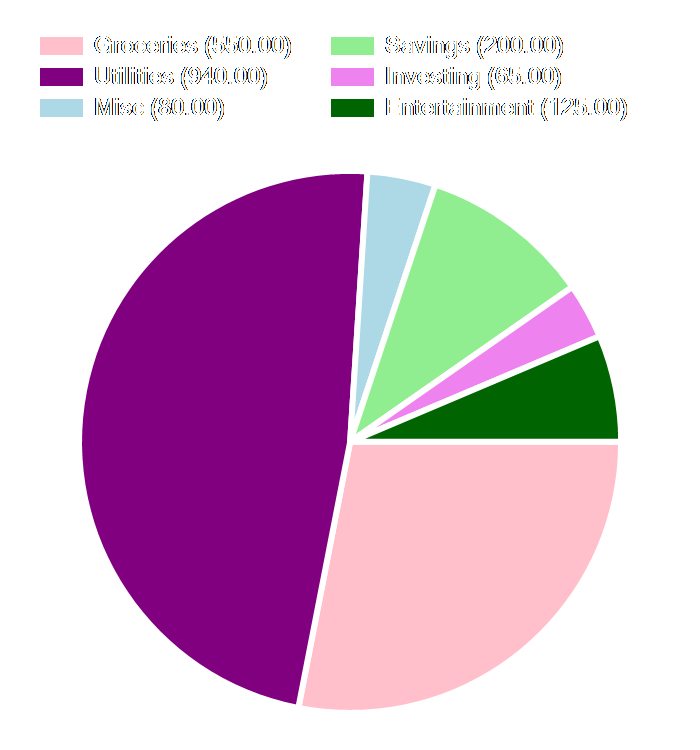 Groceries (550.00) Savings (200.00)
Utilities (940.00) Investing (65.00)
Misc (80.00) Entertainment (125.00)